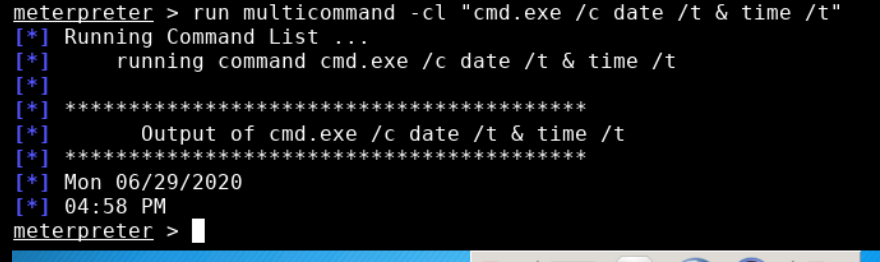 meterpreter > run multicommand -cl "cmd.exe /c date /t & time /t"
[*] Running Command List ...
[*]     running command cmd.exe /c date /t & time /t
[*]
[*] *****************************************
[*]       Output of cmd.exe /c date /t & time /t
[*] *****************************************
[*] Mon 06/29/2020
[*] 04:58 PM
meterpreter >